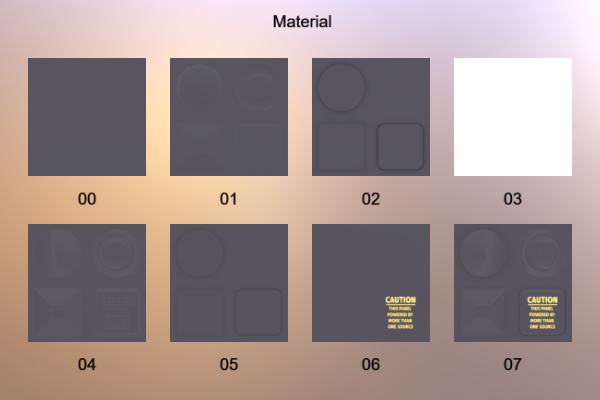 Material
00
01
02
03
CAUTION
THIS PANEL
POWERED BY
MORE THAN
ONE SOURCE
CAUTION
THIS PANEL
POWERED BY
MORE THAN
ONE SOURCE
04
05
06
07